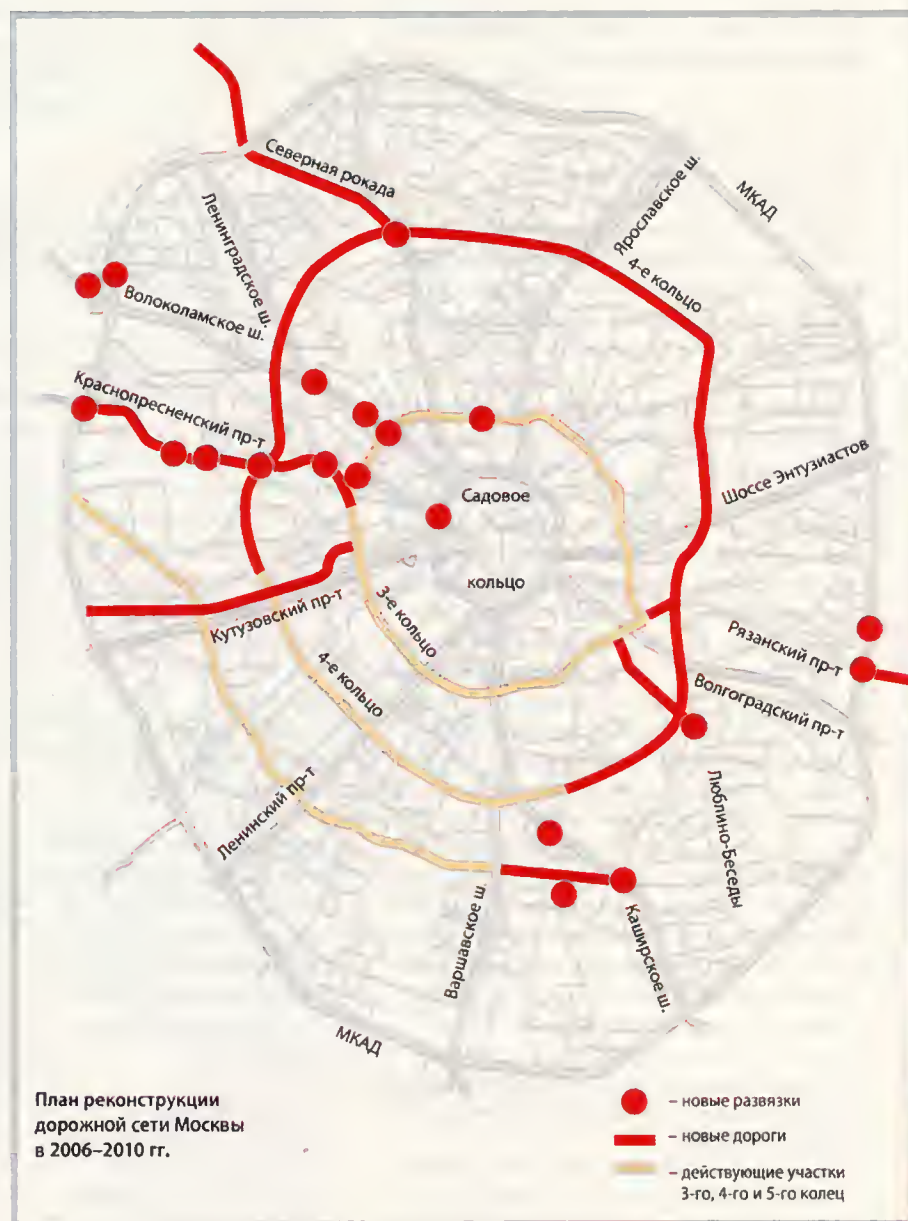 Северная рокада
Ярославское ш.
МКАД
4-е кольцо
Ленинградское ш.
Волоколамское ш.
Краснопресненский пр-т
Шоссе Энтузиастов
Садовое
кольцо
3-е кольцо
Кутузовский пр-т
4-е кольцо
Рязанский пр-т
Волгоградский пр-т
Ленинский пр-т
Люблино-Беседы
Варшавское ш.
Каширское ш.
МКАД
План реконструкции
дорожной сети Москвы
в 2006–2010 гг.
– новые развязки
– новые дороги
– действующие участки
3-го, 4-го и 5-го колец